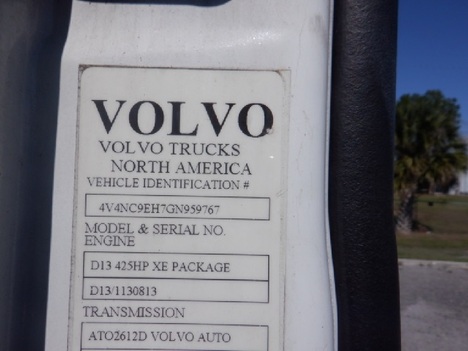 VOLVO
VOLVO TRUCKS
NORTH AMERICA
VEHICLE IDENTIFICATION #
4V4NC9EH7GN959767
MODEL & SERIAL NO.
ENGINE
D13 425HP XE PACKAGE
D13/1130813
TRANSMISSION
ATO2612D VOLVO AUTO